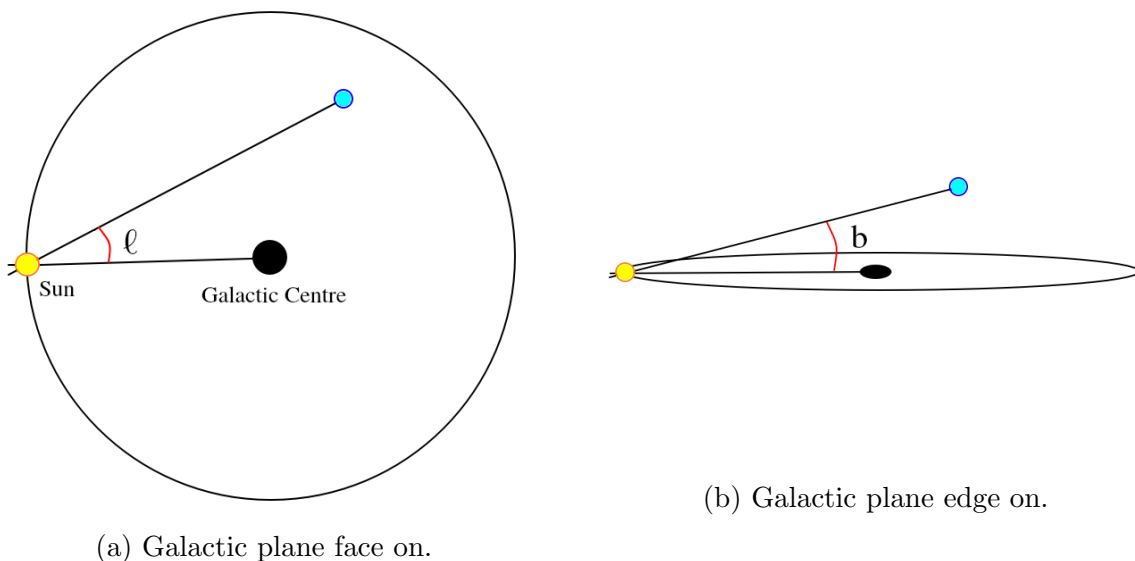 ℓ
Sun
Galactic Centre
(a) Galactic plane face on.
b
(b) Galactic plane edge on.